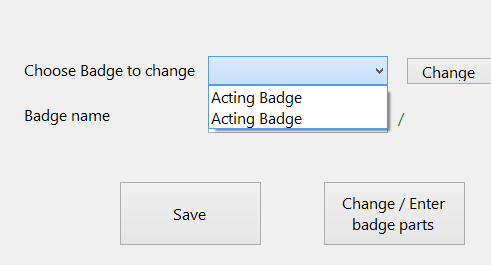 Choose Badge to change
Change
Acting Badge
Acting Badge
Badge name
/
Save
Change / Enter
badge parts